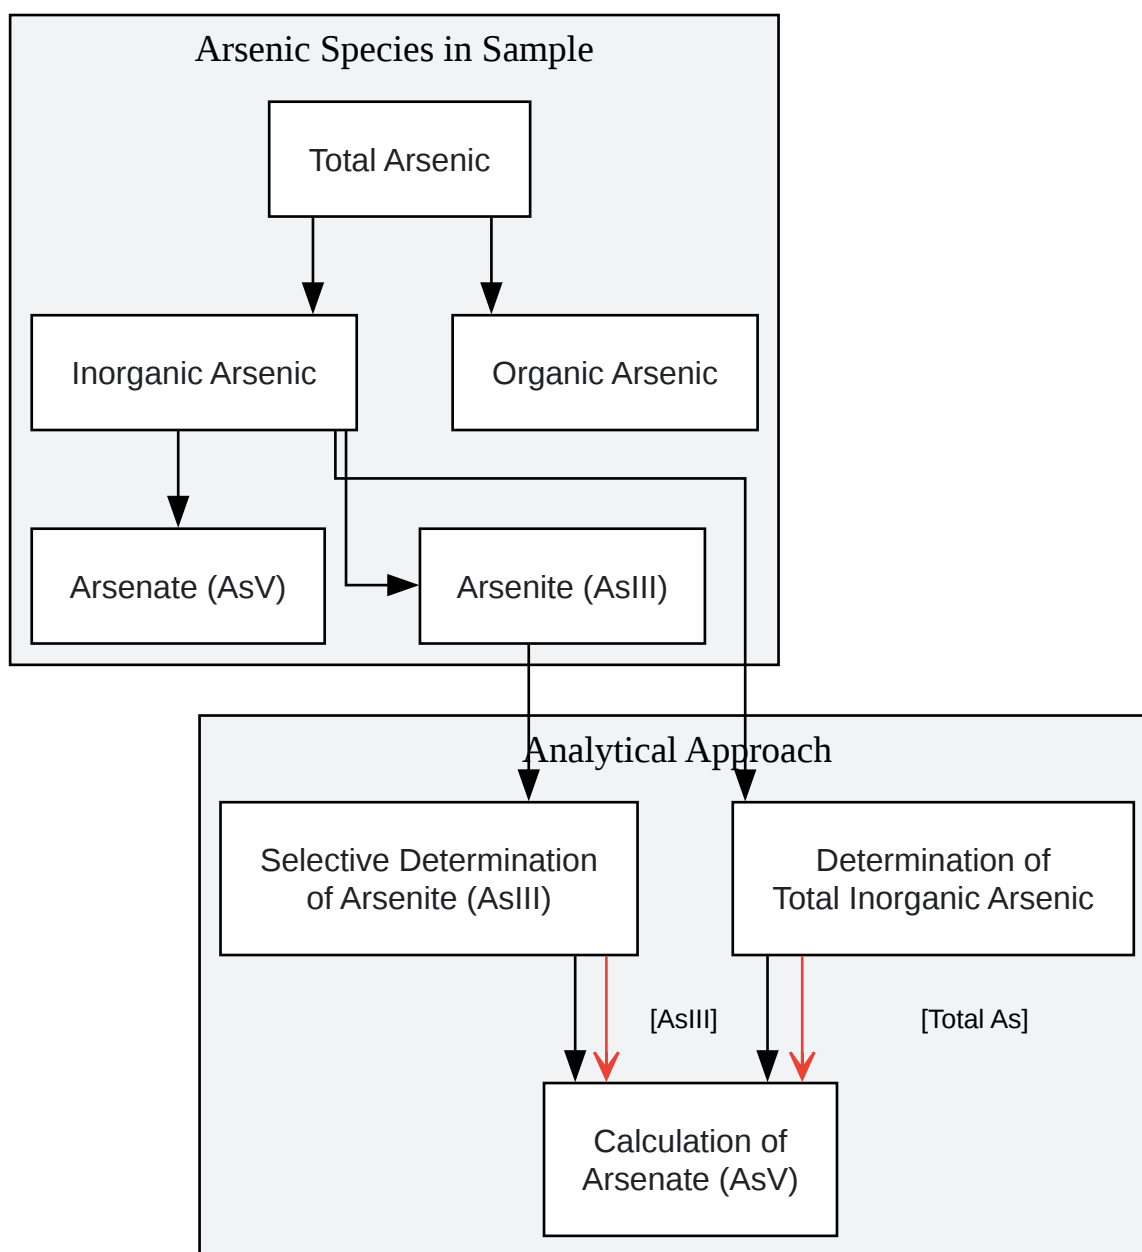 Arsenic Species in Sample
Total Arsenic
Inorganic Arsenic
Organic Arsenic
Arsenate (AsV)
Arsenite (AsIII)
Analytical Approach
Selective Determination
of Arsenite (AsIII)
Determination of
Total Inorganic Arsenic
[AsIII]
[Total As]
Calculation of
Arsenate (AsV)